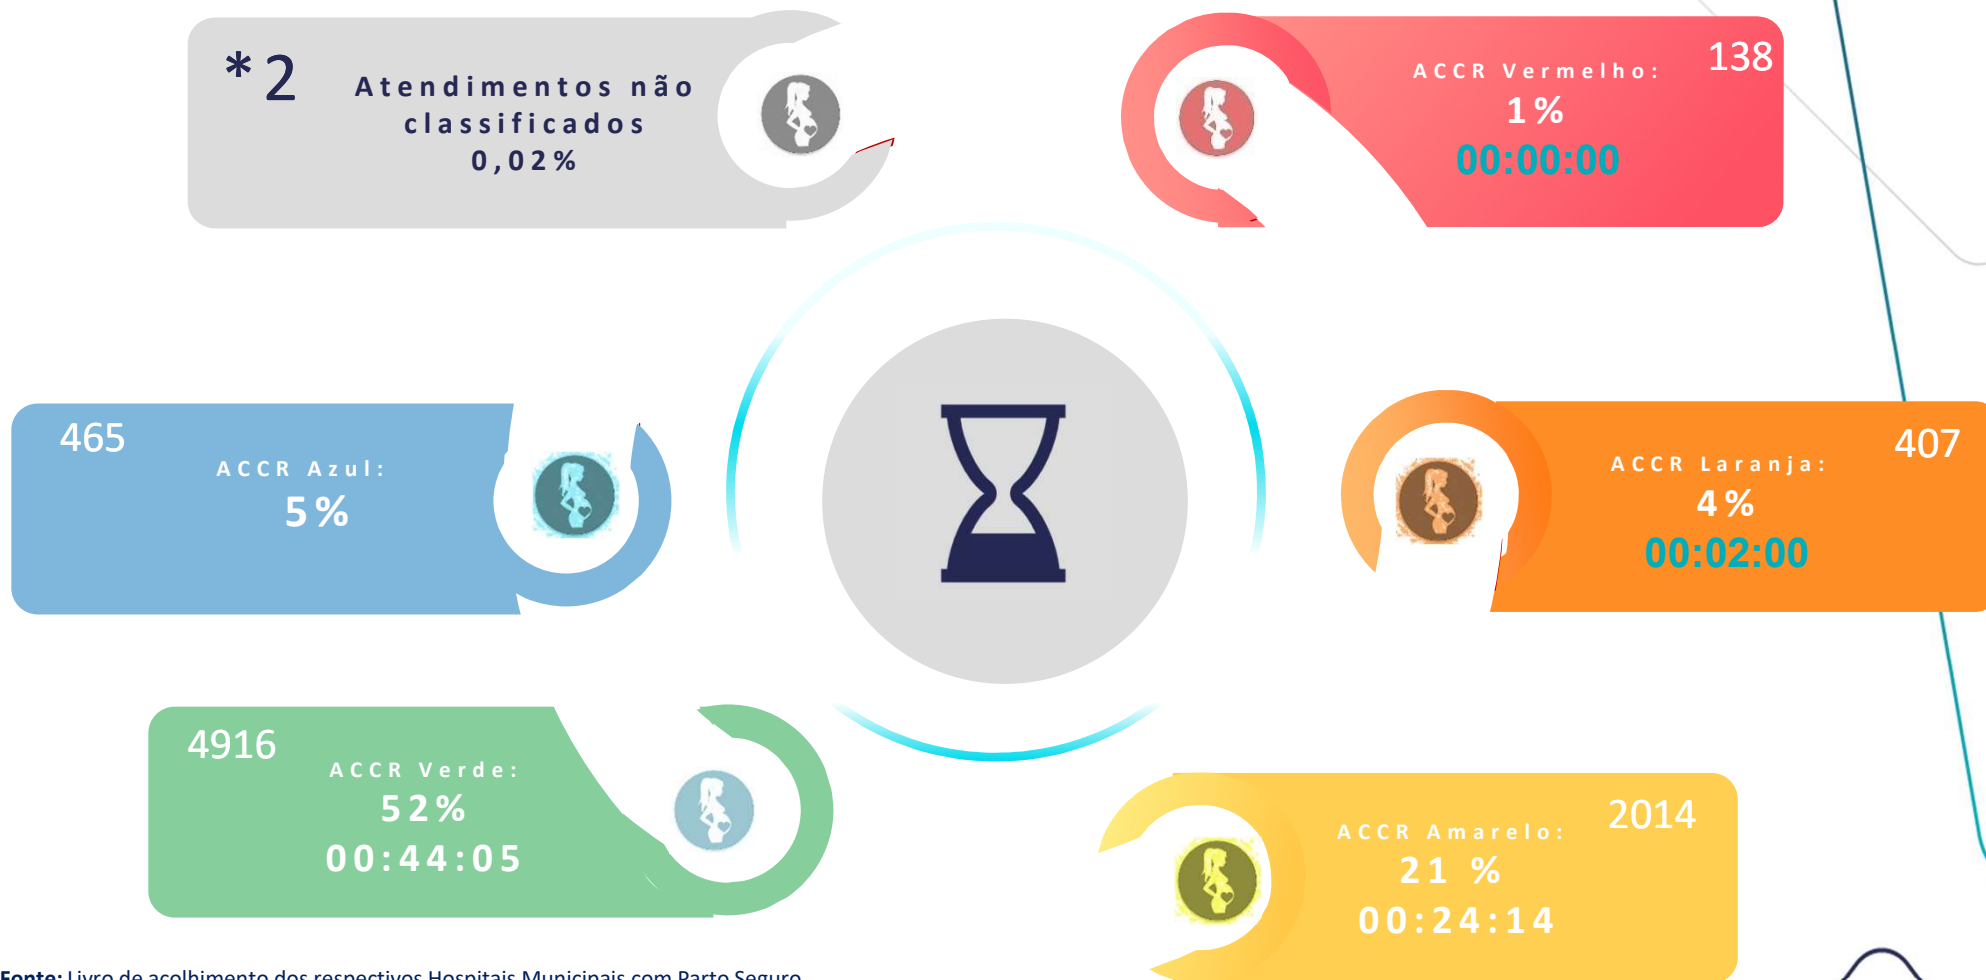 *2
Atendimentos não
classificados
0,02%
ACCR Vermelho:
138
1%
00:00:00
465
ACCR Azul:
5%
407
ACCR Laranja:
4%
00:02:00
4916
ACCR Verde:
52%
00:44:05
2014
ACCR Amarelo:
21 %
00:24:14
Fonte: Livro de acolhimento dos respectivos Hospitais Municipais com Parto Seguro